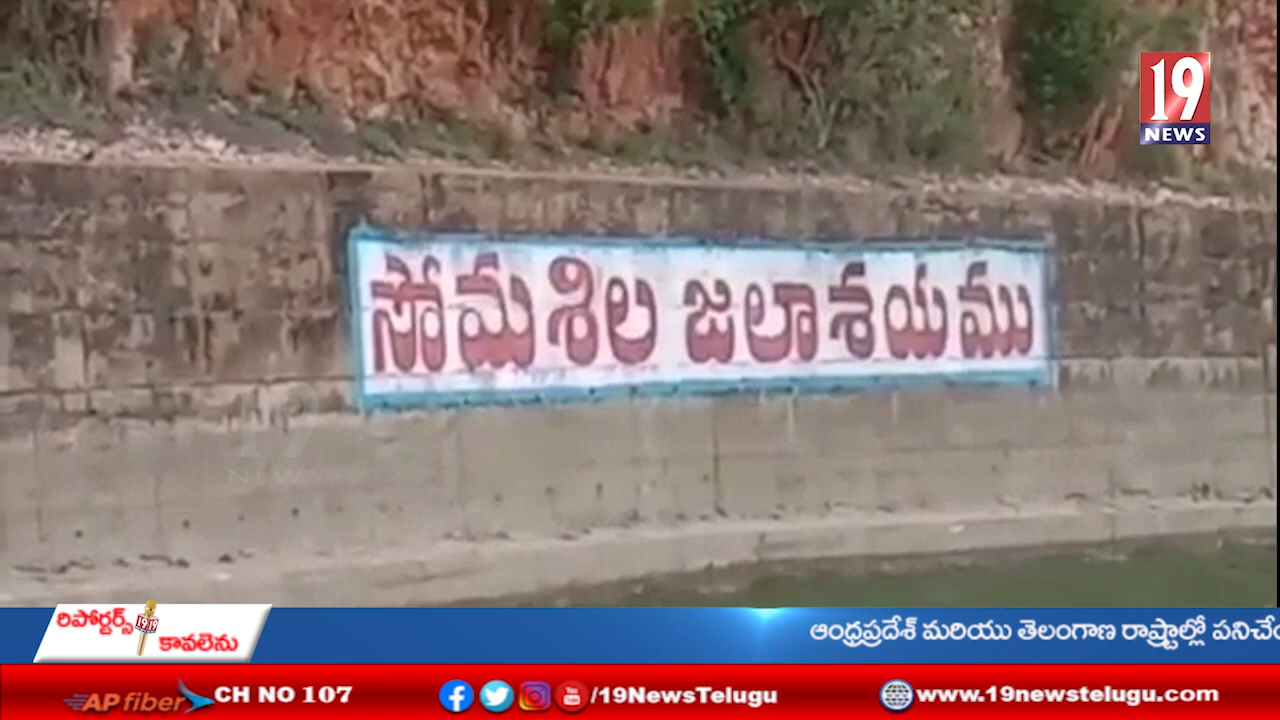 19
NEWS
సోమశిల జలాశయము
రిపోర్టర్స్
కావలెను
ఆంధ్రప్రదేశ్ మరియు తెలంగాణ రాష్ట్రాల్లో
AP fiber CH NO 107 /19NewsTelugu www.19newstelugu.com